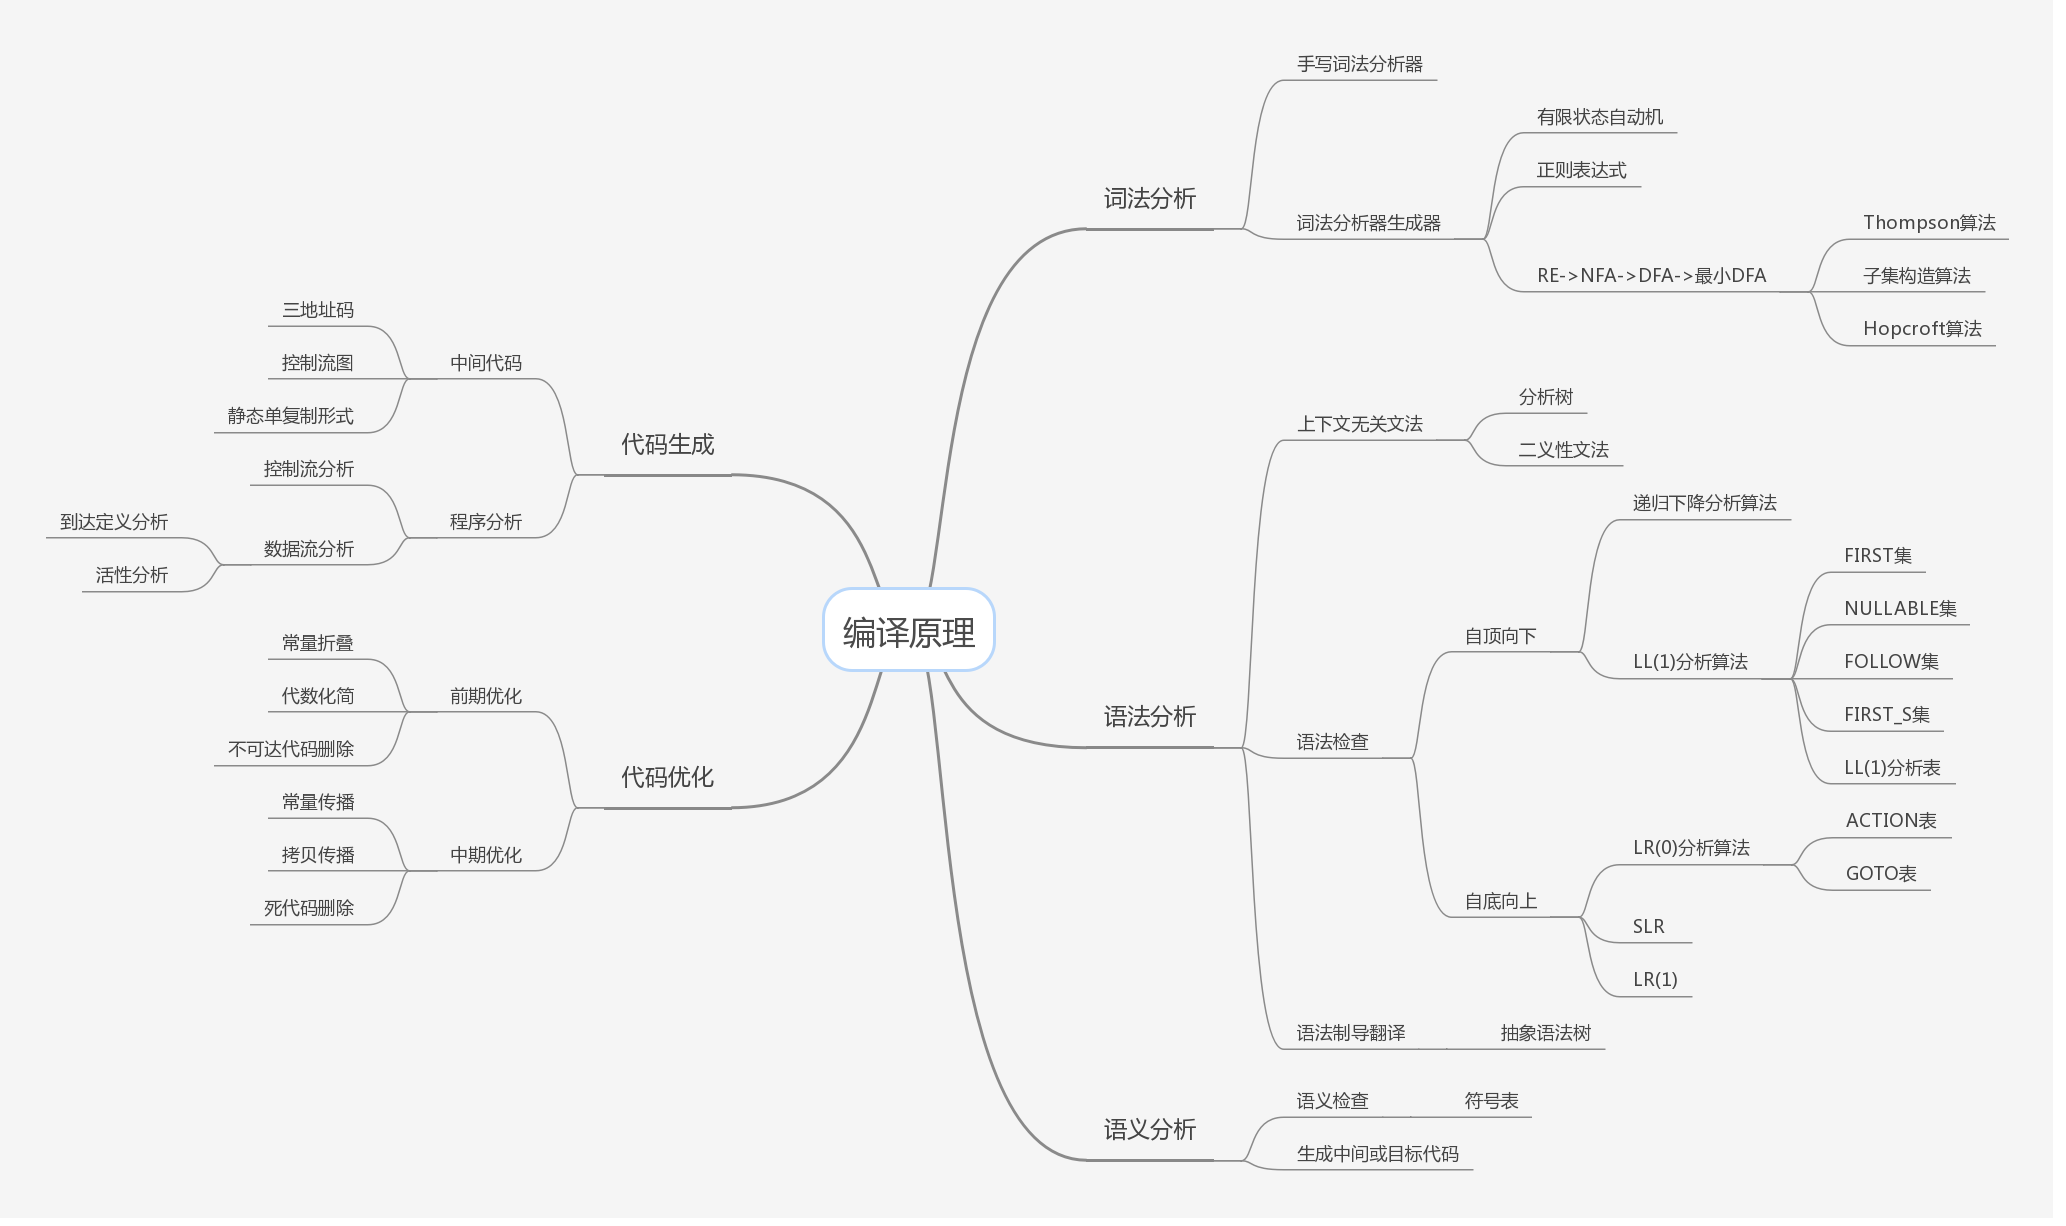 编译原理
词法分析
手写词法分析器
词法分析器生成器
有限状态自动机
正则表达式
RE->NFA->DFA->最小DFA
Thompson算法
子集构造算法
Hopcroft算法
语法分析
上下文无关文法
分析树
二义性文法
语法检查
自顶向下
递归下降分析算法
LL(1)分析算法
FIRST集
NULLABLE集
FOLLOW集
FIRST_S集
LL(1)分析表
自底向上
LR(0)分析算法
ACTION表
GOTO表
SLR
LR(1)
语法制导翻译
抽象语法树
语义分析
语义检查
符号表
生成中间或目标代码
代码生成
中间代码
三地址码
控制流图
静态单复制形式
程序分析
控制流分析
数据流分析
到达定义分析
活性分析
代码优化
前期优化
常量折叠
代数化简
不可达代码删除
中期优化
常量传播
拷贝传播
死代码删除